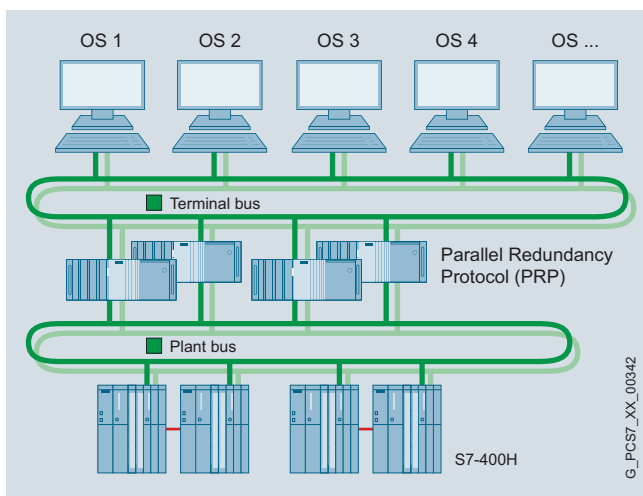 OS 1 OS 2 OS 3 OS 4 OS ...
Terminal bus
Parallel Redundancy
Protocol (PRP)
Plant bus
S7-400H
G_PCS7_XX_00342